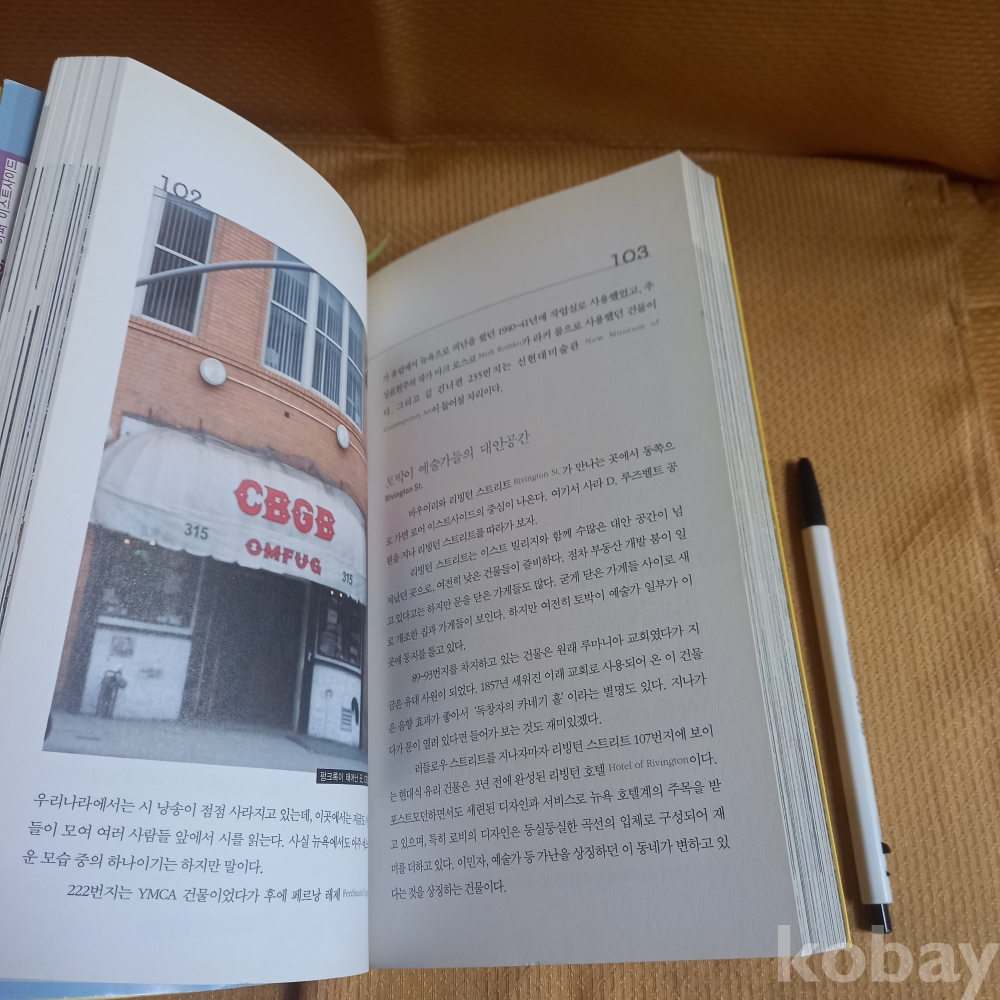 어퍼 이스트사이드
102
CBGB
315
OMFUG
315
펑크록이 태어난 곳
우리나라에서는 시 낭송이 점점 사라지고 있는데, 이곳에서는
들이 모여 여러 사람들 앞에서 시를 읽는다. 사실 뉴욕에서도 아주
운 모습 중의 하나이기는 하지만 말이다.
222번지는 YMCA 건물이었다가 후에 페르낭 레제
103
가 유럽에서 뉴욕으로 피난을 왔던 1940~41년에 작업실로 사용했었고, 추
상표현주의 작가 마크 로스코 Mark Rothko가 라커 룸으로 사용했던 건물이
다. 그리고 길 건너편 235번지는 신현대미술관 New Museum of
Contemporary Art이 들어설 자리이다.
토박이 예술가들의 대안공간
Rivington St.
바우어리와 리빙턴 스트리트 Rivington St.가 만나는 곳에서 동쪽으
로 가면 로어 이스트사이드의 중심이 나온다. 여기서 사라 D. 루즈벨트 공
원을 지나 리빙턴 스트리트를 따라가 보자.
리빙턴 스트리트는 이스트 빌리지와 함께 수많은 대안 공간이 넘
쳐났던 곳으로, 여전히 낮은 건물들이 즐비하다. 점차 부동산 개발 붐이 일
고 있다고는 하지만 문을 닫은 가게들도 많다. 굳게 닫은 가게들 사이로 새
로 개조한 집과 가게들이 보인다. 하지만 여전히 토박이 예술가 일부가 이
곳에 둥지를 틀고 있다.
89-93번지를 차지하고 있는 건물은 원래 루마니아 교회였다가 지
금은 유대 사원이 되었다. 1857년 세워진 이래 교회로 사용되어 온 이 건물
은 음향 효과가 좋아서 '독창자의 카네기 홀'이라는 별명도 있다. 지나가
다가 문이 열려 있다면 들어가 보는 것도 재미있겠다.
러들로우 스트리트를 지나자마자 리빙턴 스트리트 107번지에 보이
는 현대식 유리 건물은 3년 전에 완성된 리빙턴 호텔 Hotel of Rivington이다.
포스트모던하면서도 세련된 디자인과 서비스로 뉴욕 호텔계의 주목을 받
고 있으며, 특히 로비의 디자인은 둥실둥실한 곡선의 입체로 구성되어 재
미를 더하고 있다. 이민자, 예술가 등 가난을 상징하던 이 동네가 변하고 있
다는 것을 상징하는 건물이다.
kobay